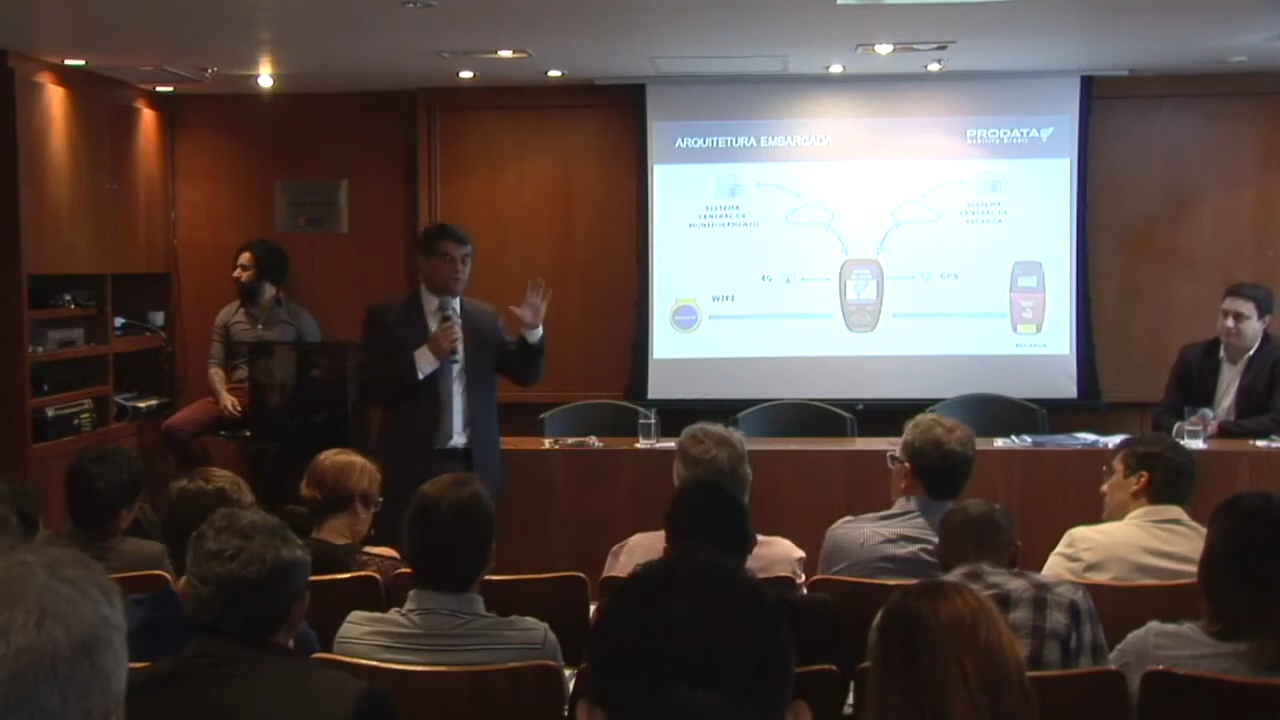 ARQUITETURA EMBARCADA
PRODATA
Mobility Brasil
SISTEMA
CENTRAL DE
MONITORAMENTO
SISTEMA
CENTRAL DE
RECARGA
4G
GPS
WIFI
RECARGA